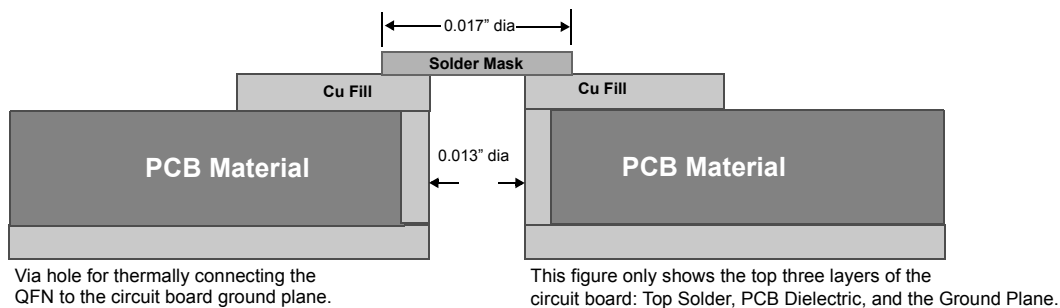 0.017” dia
Solder Mask
Cu Fill
Cu Fill
PCB Material
0.013” dia
PCB Material
Via hole for thermally connecting the
QFN to the circuit board ground plane.
This figure only shows the top three layers of the
circuit board: Top Solder, PCB Dielectric, and the Ground Plane.